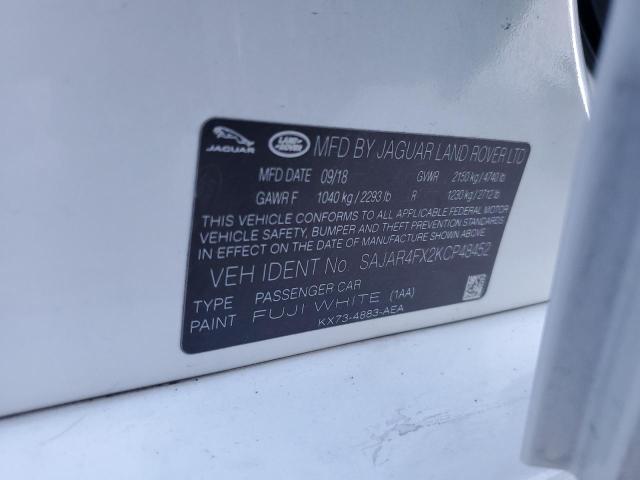 JAGUAR LAND ROVER MFD BY JAGUAR LAND ROVER LTD
MFD DATE 09/18 GVWR 2150 kg / 4740 lb
GAWR F 1040 kg / 2293 lb R 1230 kg / 2712 lb
THIS VEHICLE CONFORMS TO ALL APPLICABLE FEDERAL MOTOR
VEHICLE SAFETY, BUMPER AND THEFT PREVENTION STANDARDS
IN EFFECT ON THE DATE OF MANUFACTURE SHOWN ABOVE.
VEH IDENT No. SAJAR4FX2KCP48452
TYPE PASSENGER CAR
PAINT FUJI WHITE (1AA)
KX73-4883-AEA